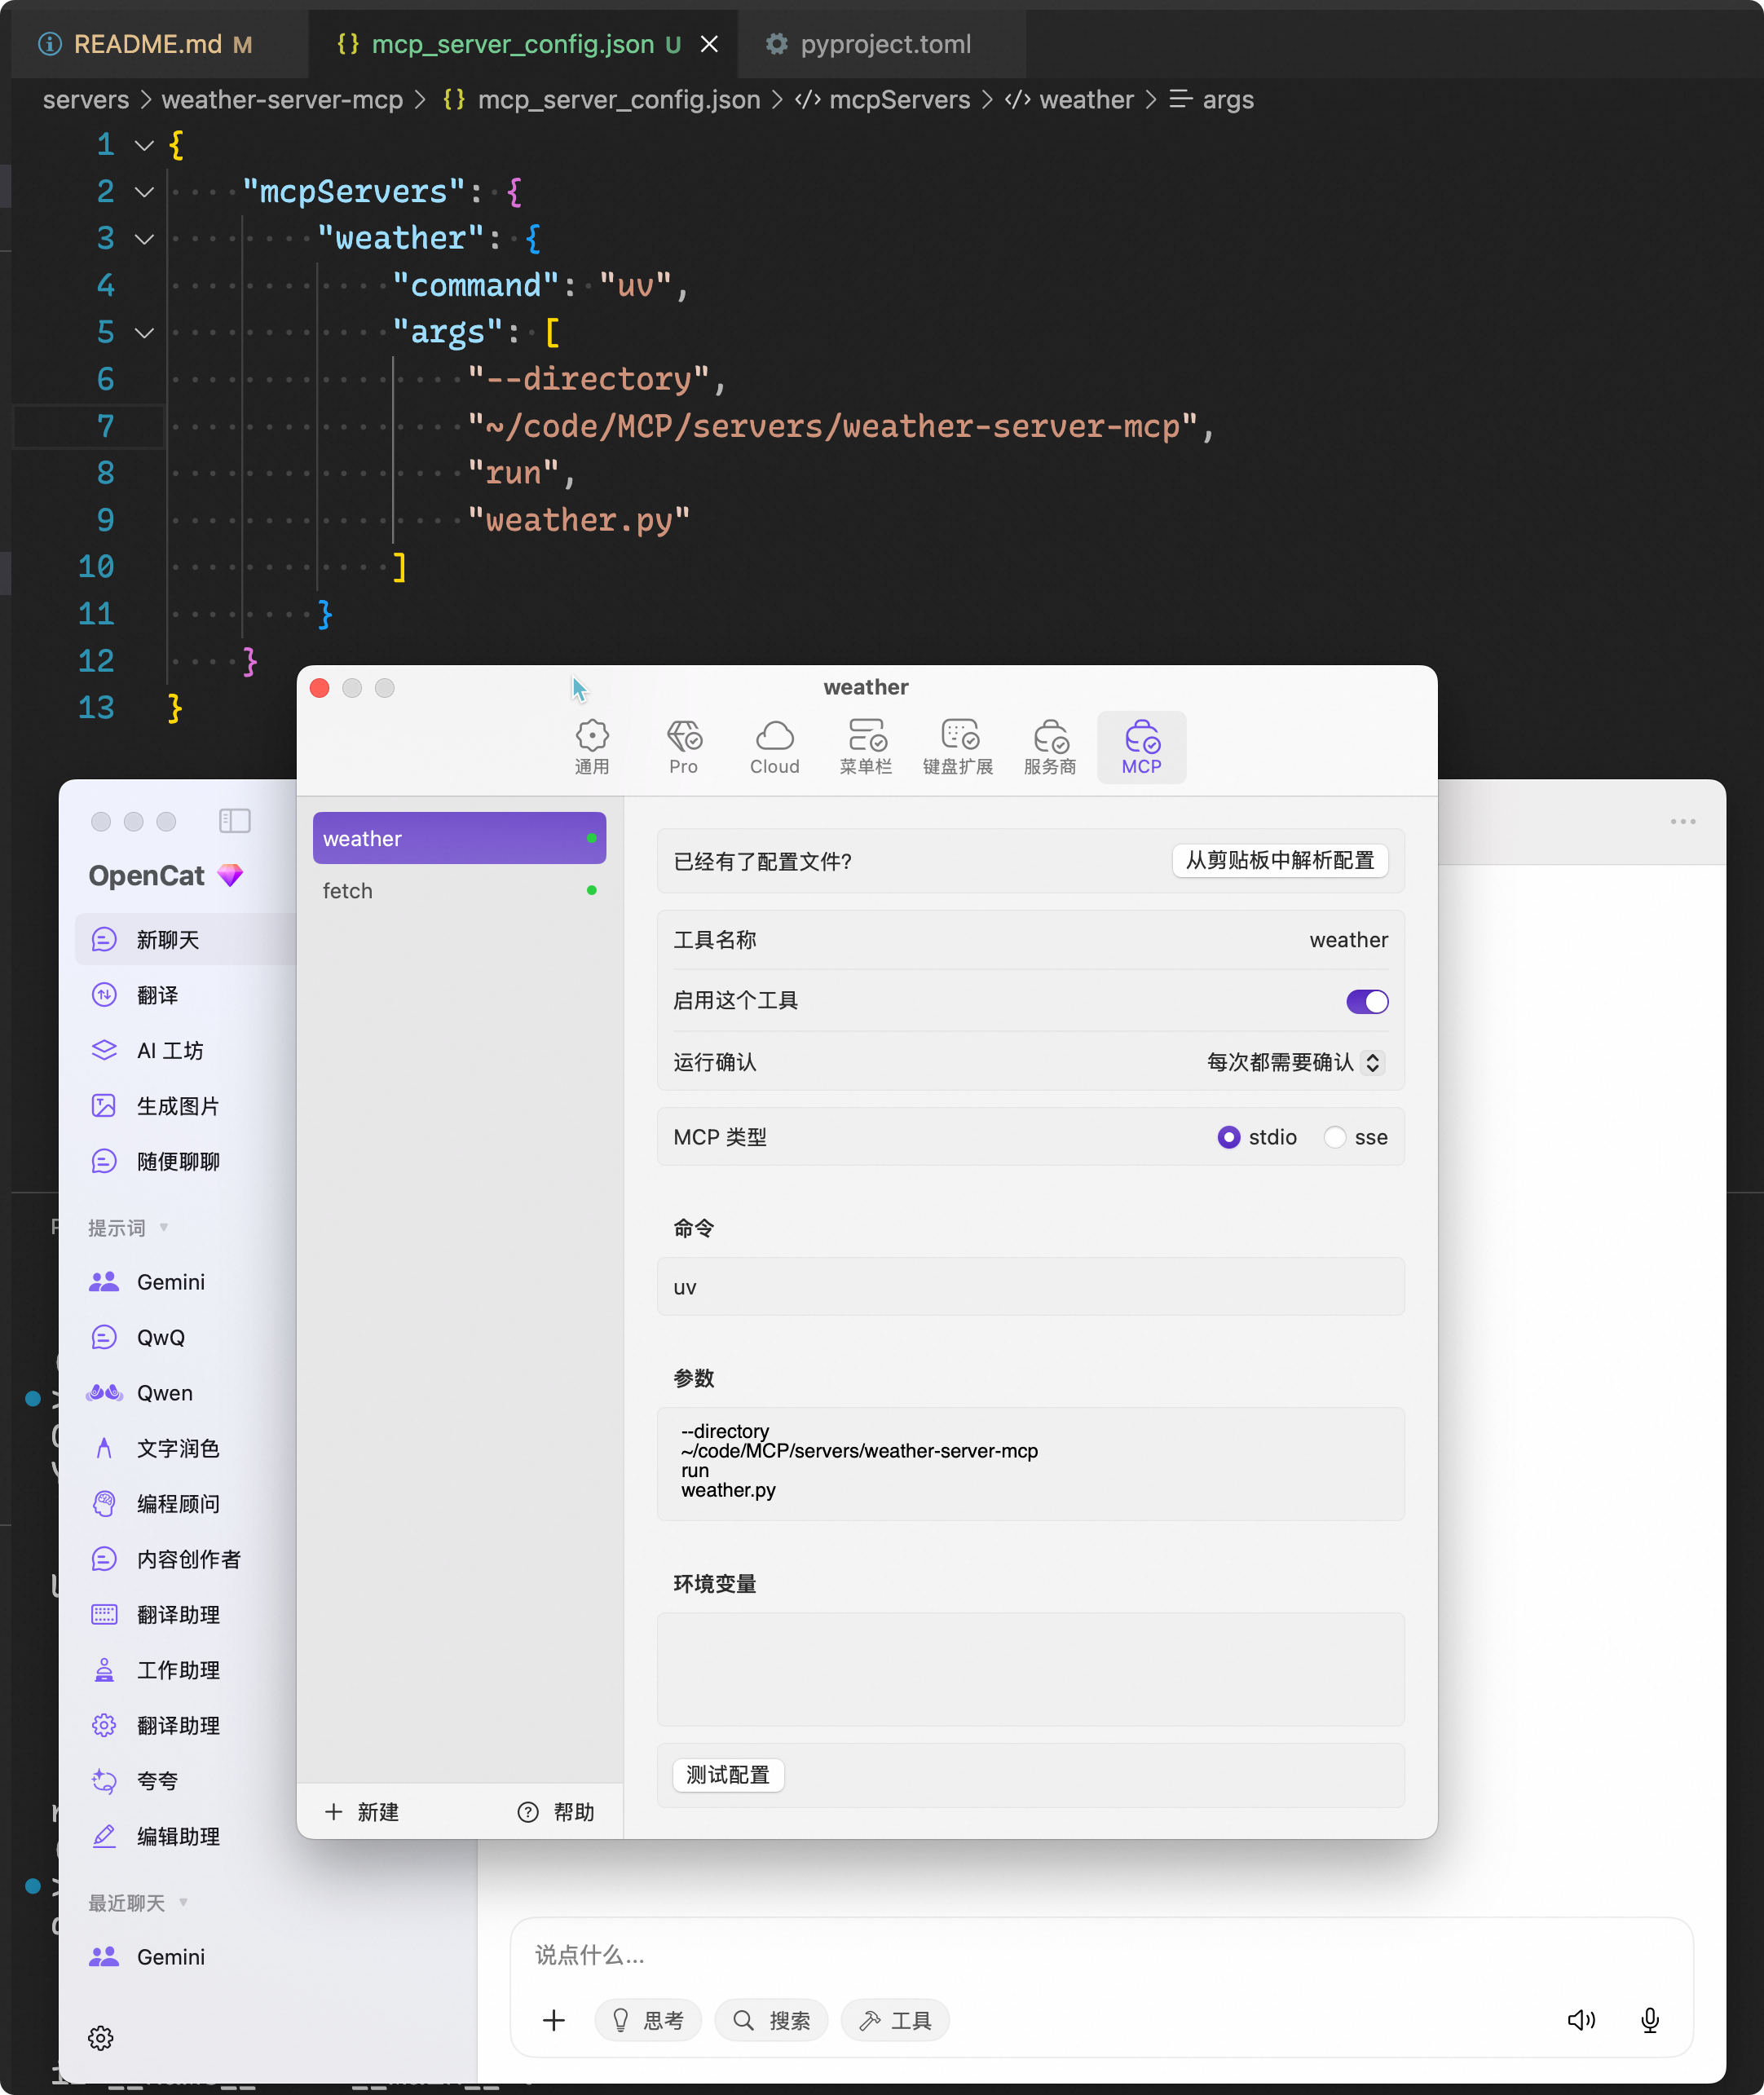 README.md M
{} mcp_server_config.json U
pyproject.toml
servers > weather-server-mcp > {} mcp_server_config.json > mcpServers > weather > args
1 {
2 "mcpServers": {
3 "weather": {
4 "command": "uv",
5 "args": [
6 "--directory",
7 "~/code/MCP/servers/weather-server-mcp",
8 "run",
9 "weather.py"
10 ]
11 }
12 }
13 }
weather
通用
Pro
Cloud
菜单栏
键盘扩展
服务商
MCP
weather
fetch
新建
帮助
已经有了配置文件?
从剪贴板中解析配置
工具名称 weather
启用这个工具
运行确认 每次都需要确认
MCP 类型 stdio sse
命令
uv
参数
--directory
~/code/MCP/servers/weather-server-mcp
run
weather.py
环境变量
测试配置
OpenCat
新聊天
翻译
AI 工坊
生成图片
随便聊聊
提示词
Gemini
QwQ
Qwen
文字润色
编程顾问
内容创作者
翻译助理
工作助理
翻译助理
夸夸
编辑助理
最近聊天
Gemini
说点什么...
思考
搜索
工具